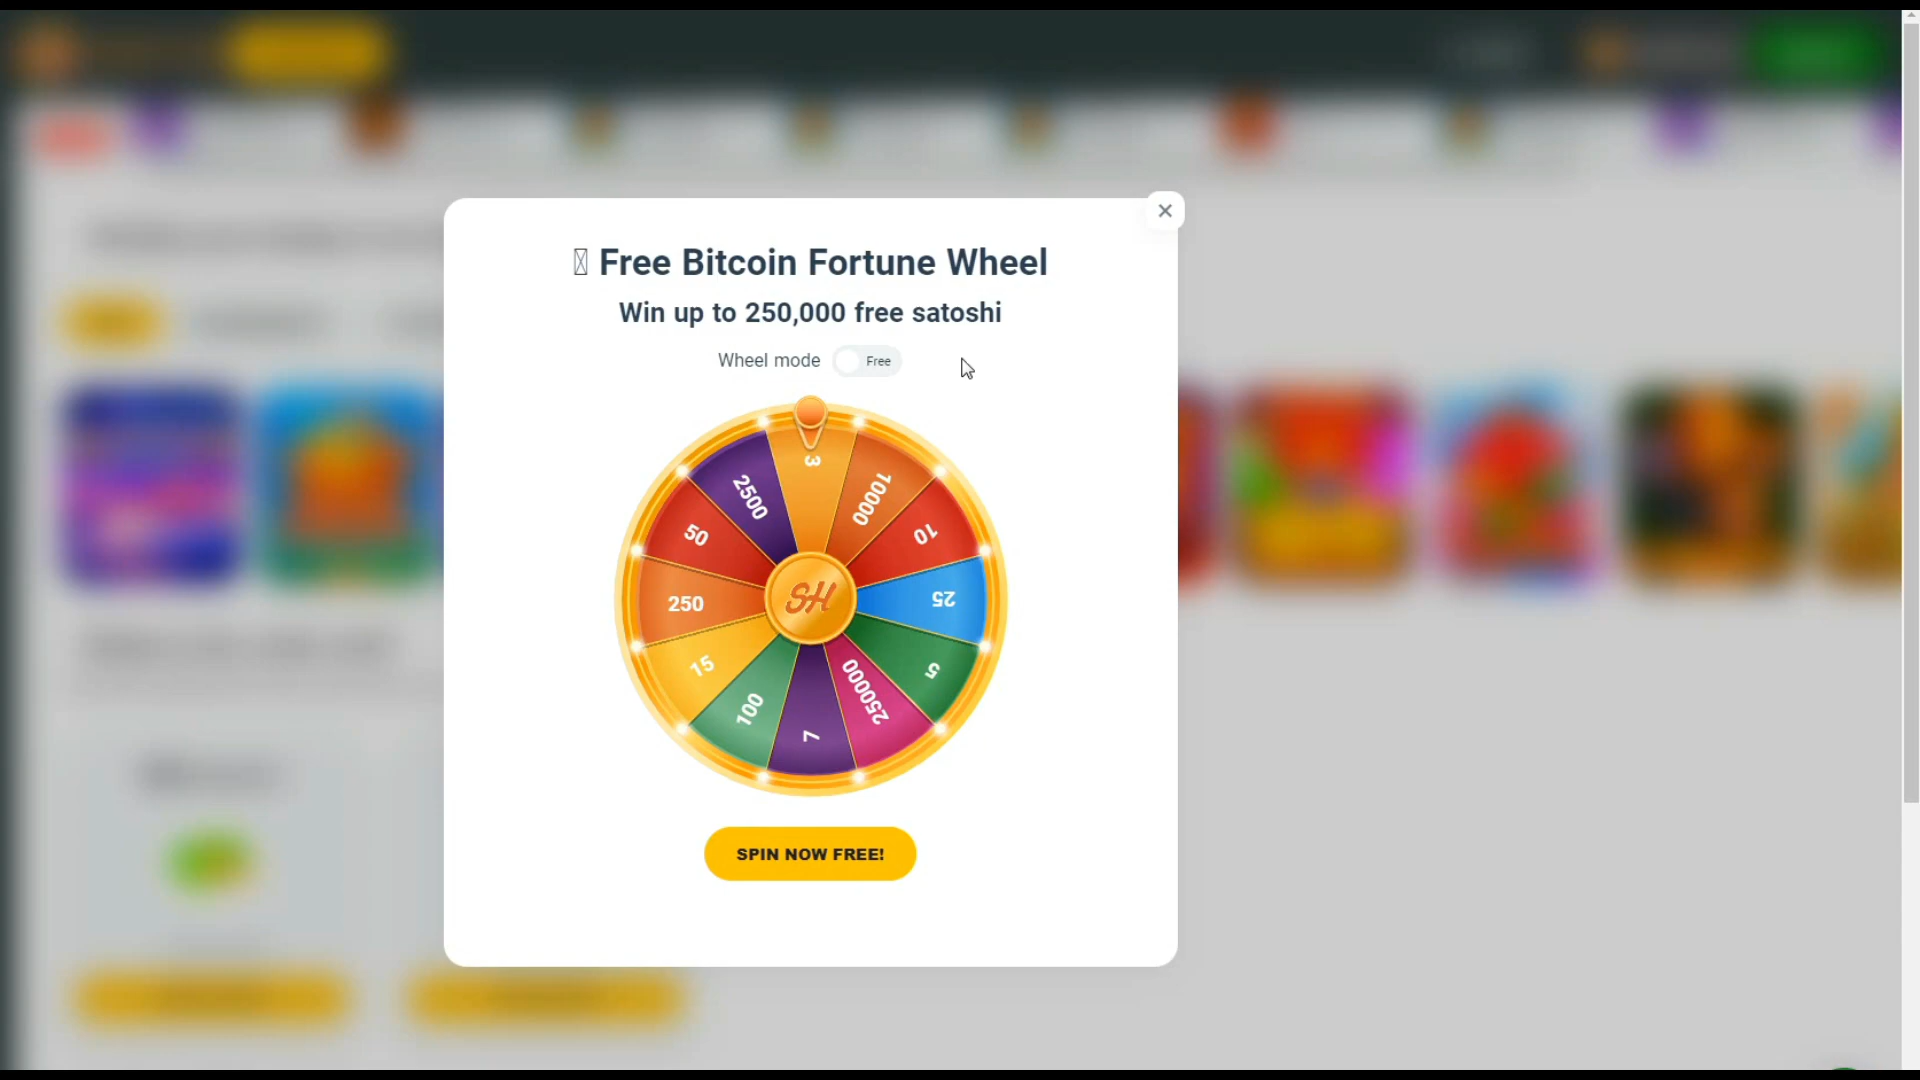 Free Bitcoin Fortune Wheel
Win up to 250,000 free satoshi
Wheel mode Free
3
10000
10
25
5
250000
7
100
15
250
50
2500
SH
SPIN NOW FREE!